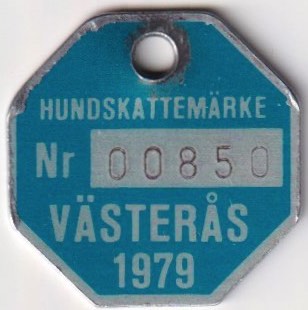 HUNDSKATTEMÄRKE
Nr 00850
VÄSTERÅS
1979